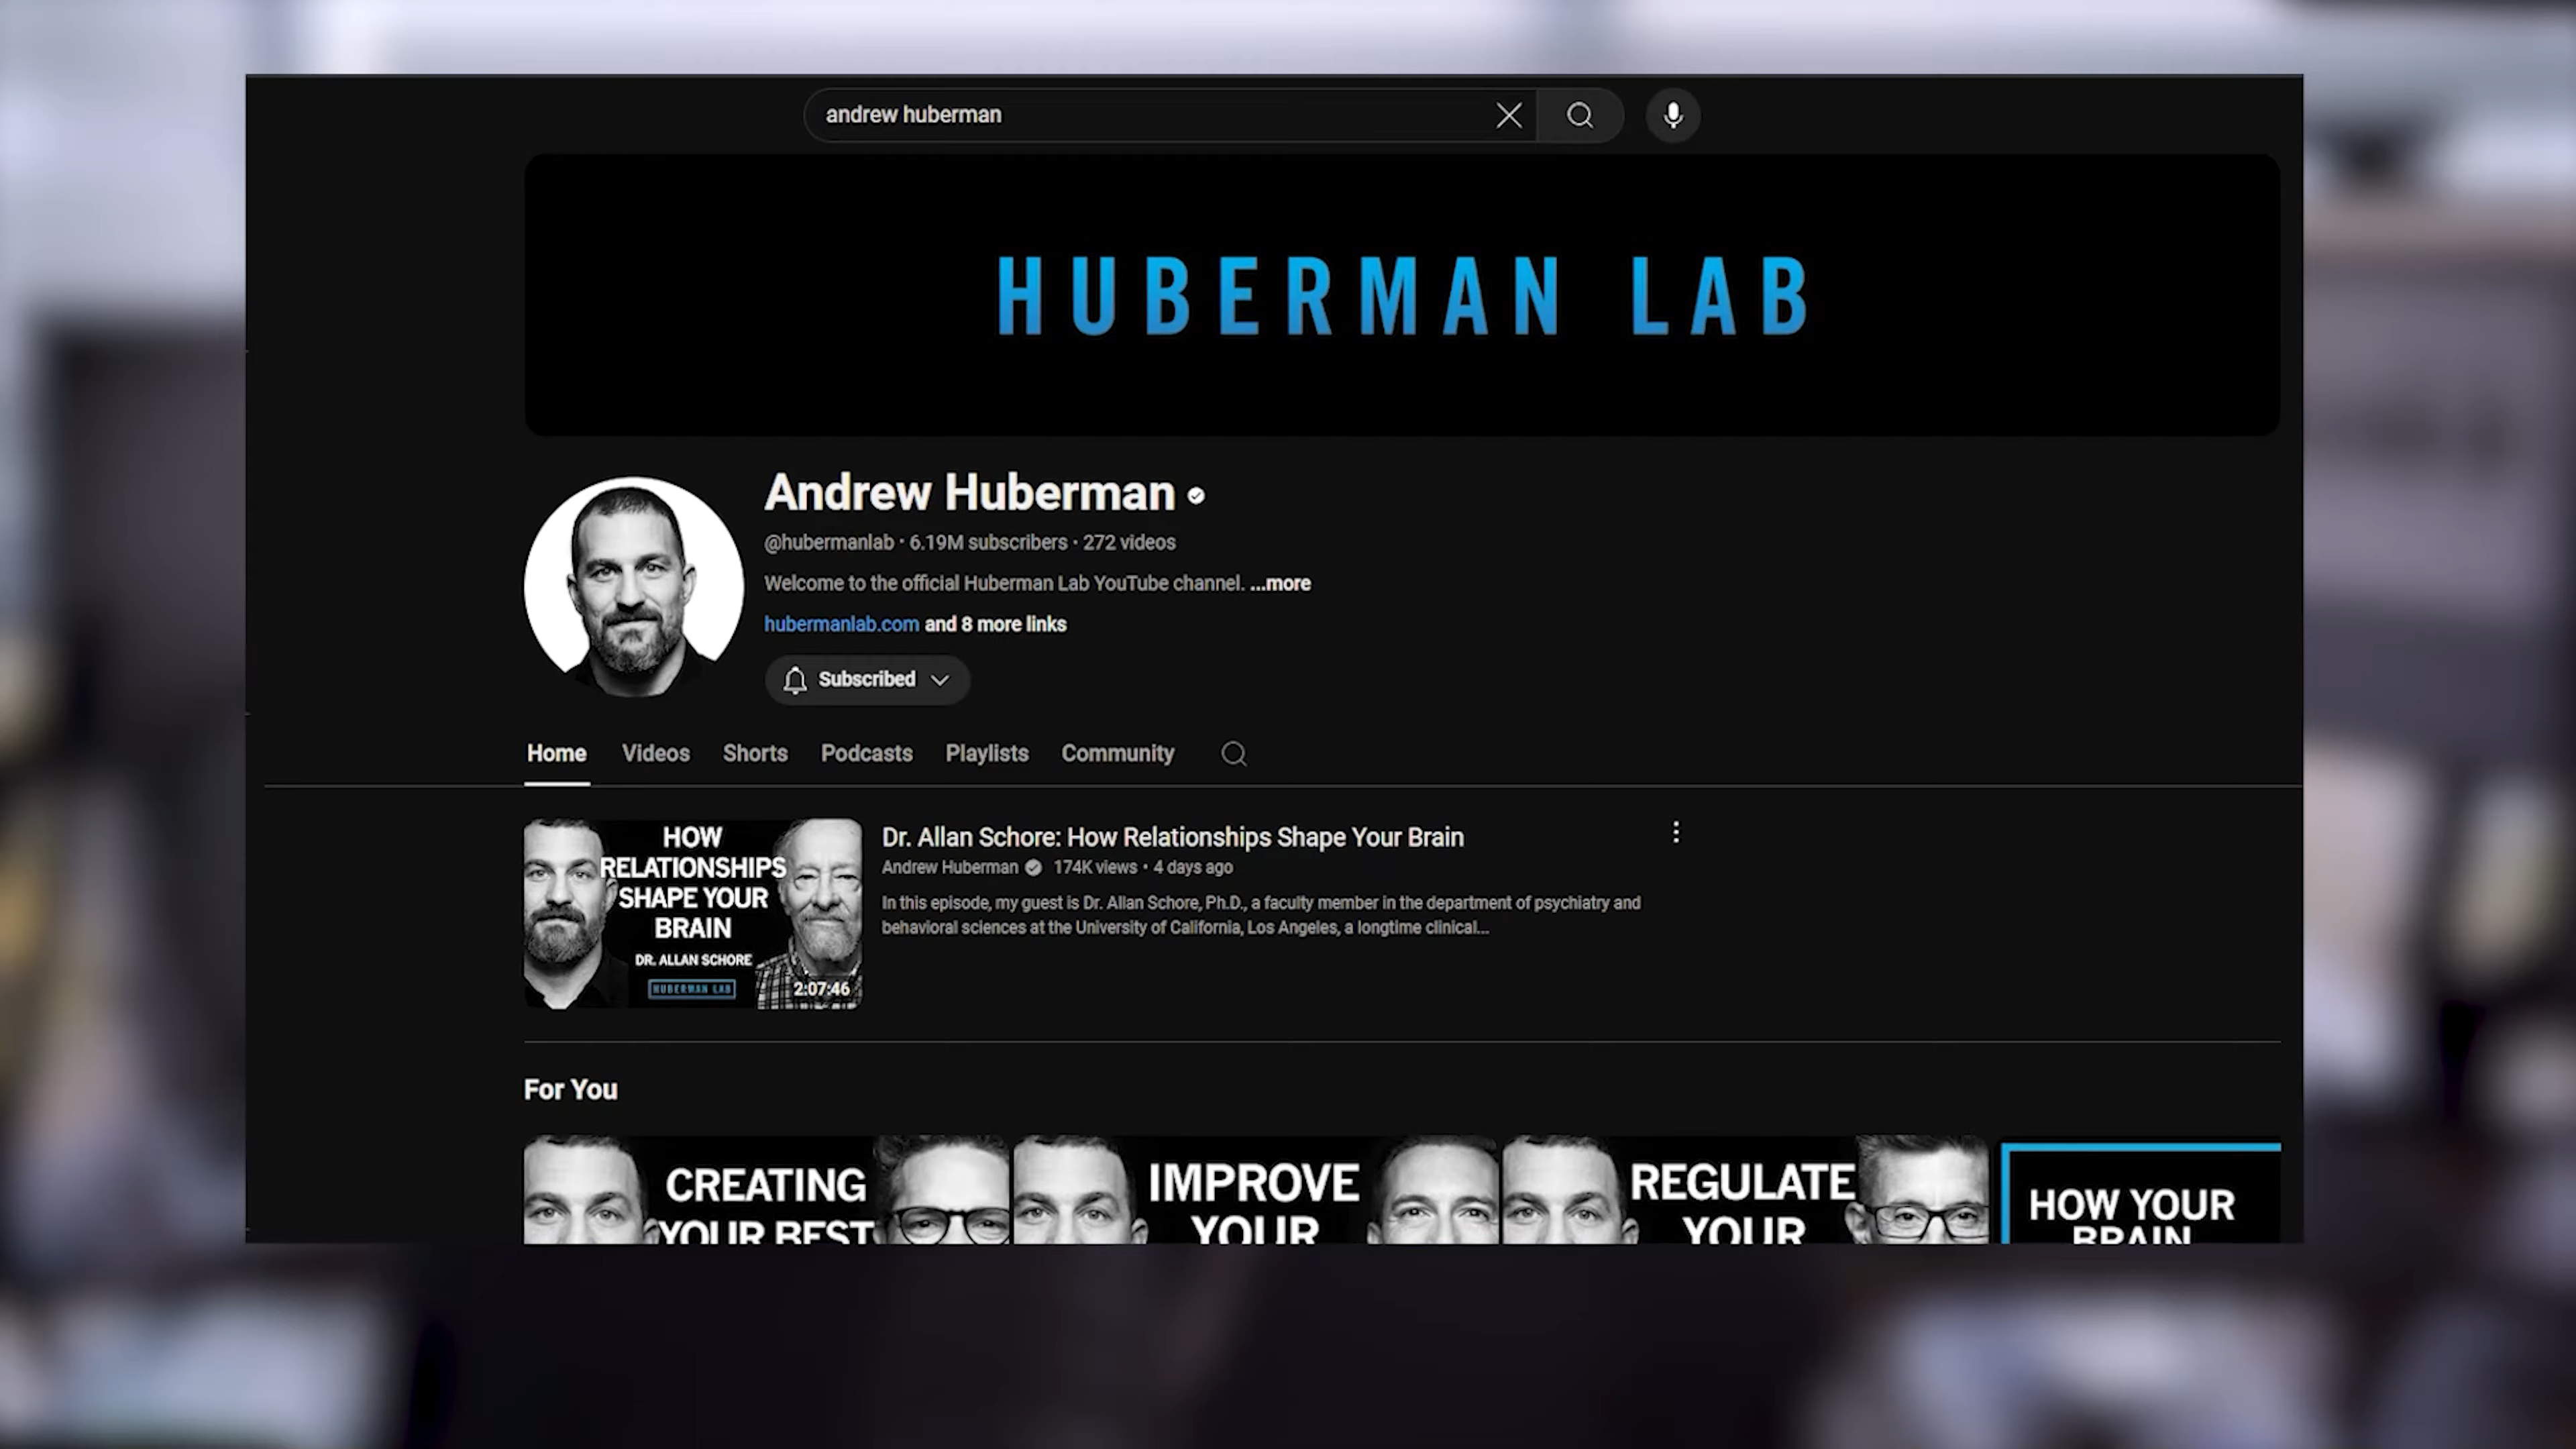 andrew huberman
HUBERMAN LAB
Andrew Huberman
@hubermanlab · 6.19M subscribers · 272 videos
Welcome to the official Huberman Lab YouTube channel. ...more
hubermanlab.com and 8 more links
Subscribed
Home Videos Shorts Podcasts Playlists Community
HOW
RELATIONSHIPS
SHAPE YOUR
BRAIN
DR. ALLAN SCHORE
HUBERMAN LAB
2:07:46
Dr. Allan Schore: How Relationships Shape Your Brain
Andrew Huberman 174K views · 4 days ago
In this episode, my guest is Dr. Allan Schore, Ph.D., a faculty member in the department of psychiatry and
behavioral sciences at the University of California, Los Angeles, a longtime clinical...
For You
CREATING
YOUR BEST
IMPROVE
YOUR
REGULATE
YOUR
HOW YOUR
BRAIN